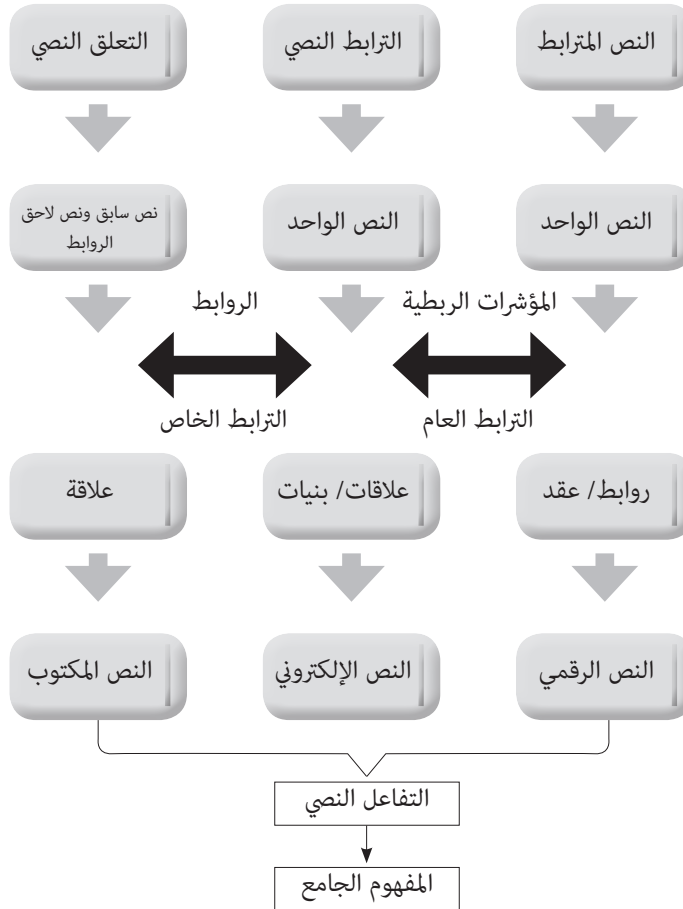 النص المترابط
الترابط النصي
التعلق النصي
النص الواحد
النص الواحد
نص سابق ونص لاحق
الروابط
المؤشرات الربطية
الروابط
الترابط العام
الترابط الخاص
روابط/ عقد
علاقات/ بنيات
علاقة
النص الرقمي
النص الإلكتروني
النص المكتوب
التفاعل النصي
المفهوم الجامع